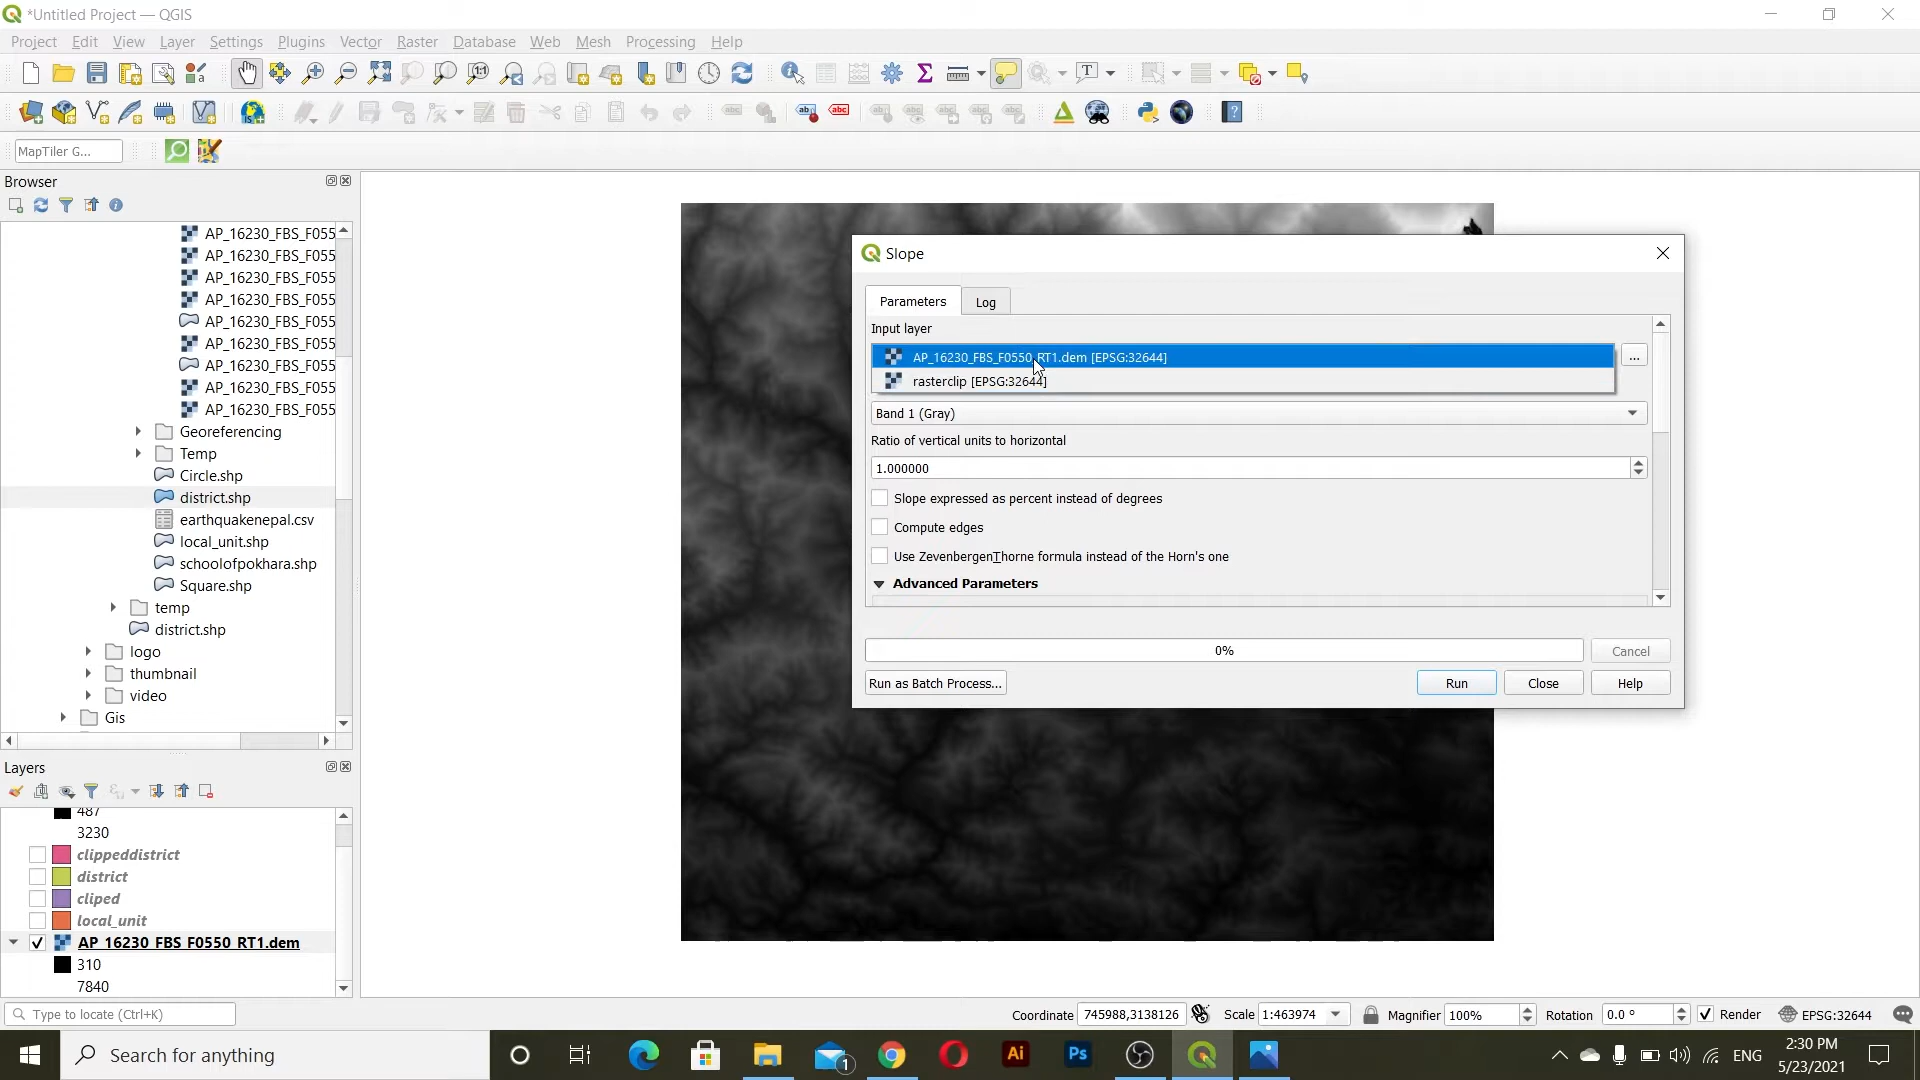 *Untitled Project — QGIS
Project Edit View Layer Settings Plugins Vector Raster Database Web Mesh Processing Help
MapTiler G...
Browser
AP_16230_FBS_F055
AP_16230_FBS_F055
AP_16230_FBS_F055
AP_16230_FBS_F055
AP_16230_FBS_F055
AP_16230_FBS_F055
AP_16230_FBS_F055
AP_16230_FBS_F055
AP_16230_FBS_F055
Georeferencing
Temp
Circle.shp
district.shp
earthquakenepal.csv
local_unit.shp
schoolofpokhara.shp
Square.shp
temp
district.shp
logo
thumbnail
video
Gis
Layers
487
3230
clippeddistrict
district
cliped
local_unit
AP_16230_FBS_F0550_RT1.dem
310
7840
Slope
Parameters
Log
Input layer
AP_16230_FBS_F0550_RT1.dem [EPSG:32644]
...
rasterclip [EPSG:32644]
Band 1 (Gray)
Ratio of vertical units to horizontal
1.000000
Slope expressed as percent instead of degrees
Compute edges
Use ZevenbergenThorne formula instead of the Horn's one
Advanced Parameters
0%
Cancel
Run as Batch Process...
Run
Close
Help
Type to locate (Ctrl+K)
Coordinate 745988,3138126 Scale 1:463974 Magnifier 100% Rotation 0.0 ° Render EPSG:32644
Search for anything
1
Ai
Ps
ENG
2:30 PM
5/23/2021